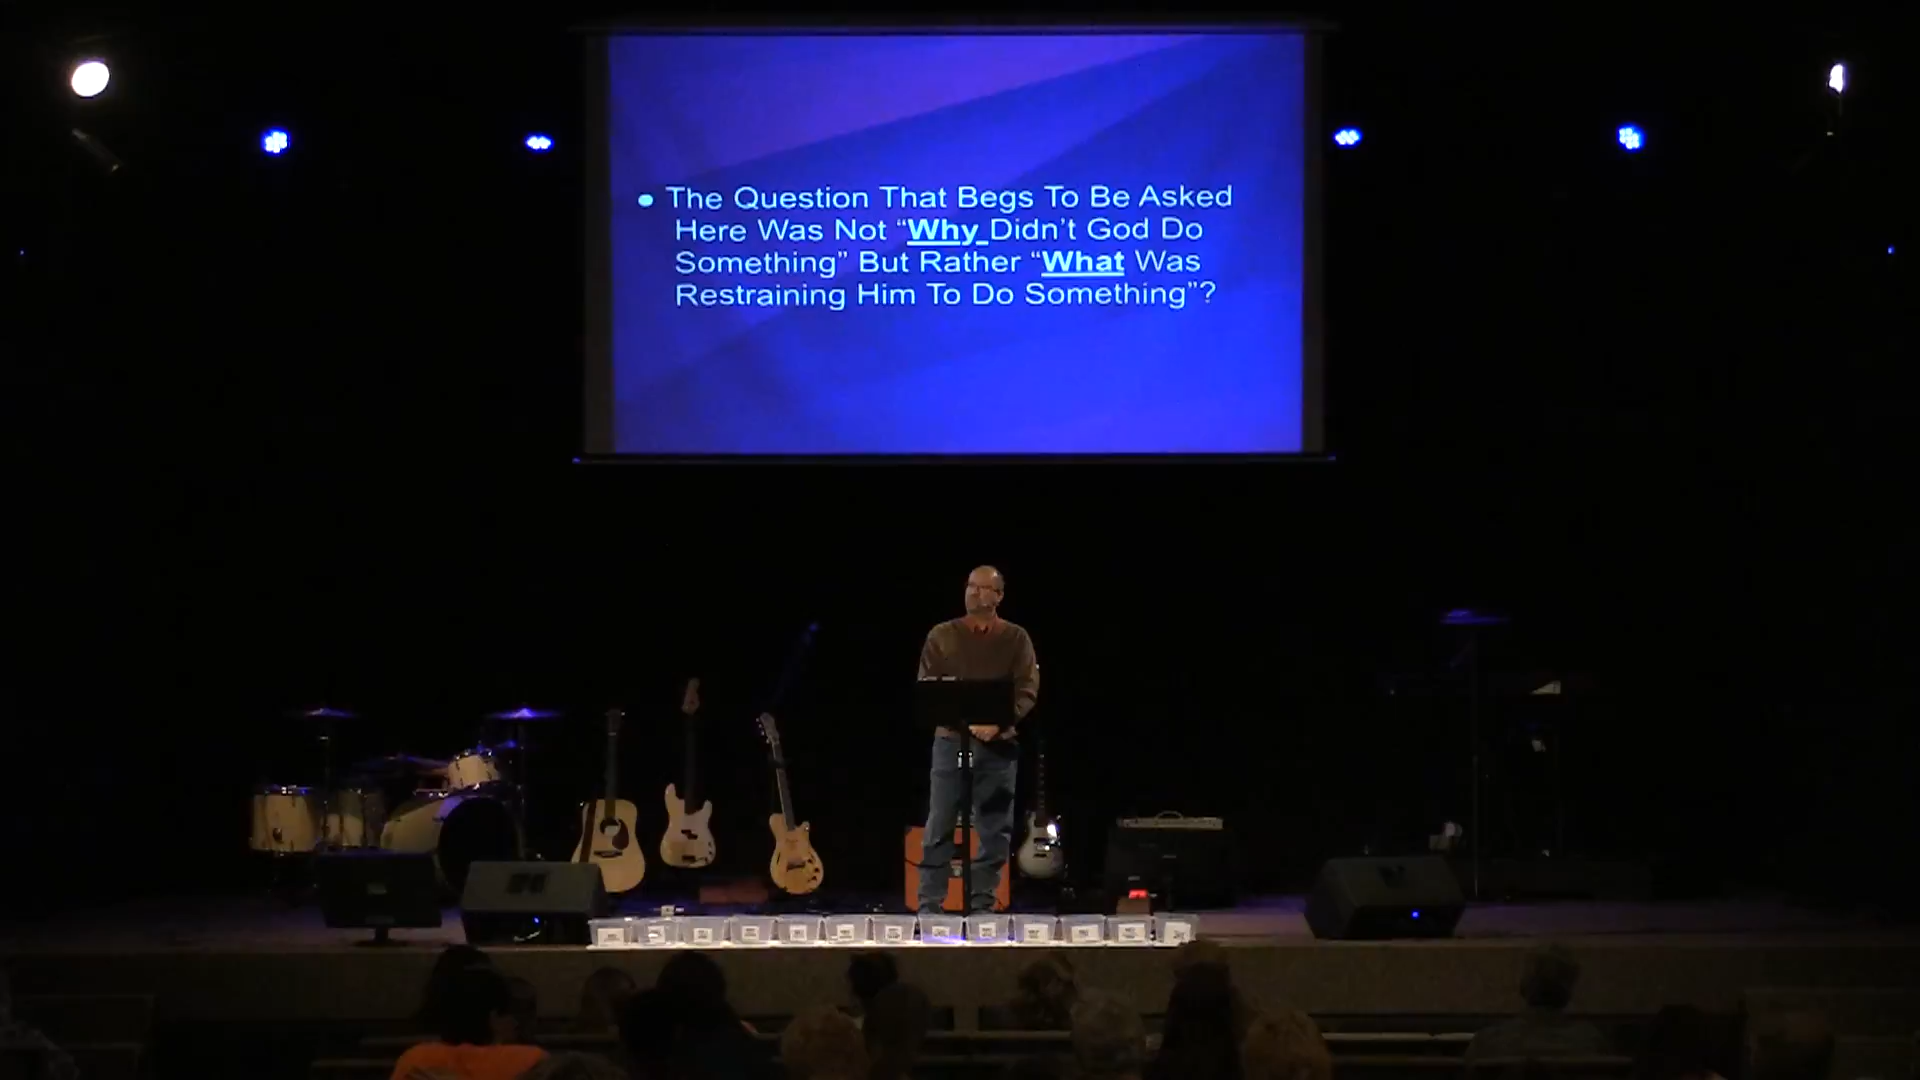 • The Question That Begs To Be Asked
Here Was Not “Why Didn’t God Do
Something” But Rather “What Was
Restraining Him To Do Something”?